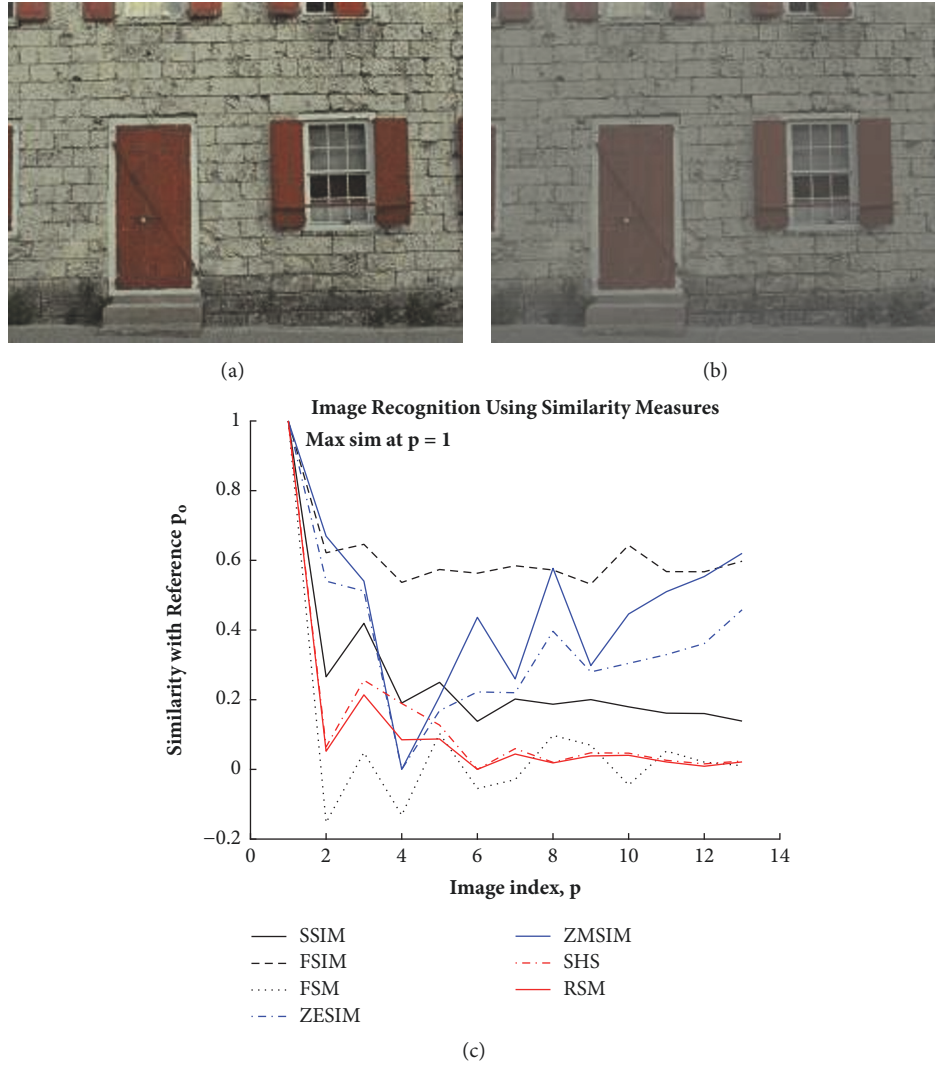 (a)
(b)
Image Recognition Using Similarity Measures
Max sim at p = 1
1
0.8
0.6
0.4
0.2
0
−0.2
Similarity with Reference pₒ
0 2 4 6 8 10 12 14
Image index, p
SSIM
FSIM
FSM
ZESIM
ZMSIM
SHS
RSM
(c)